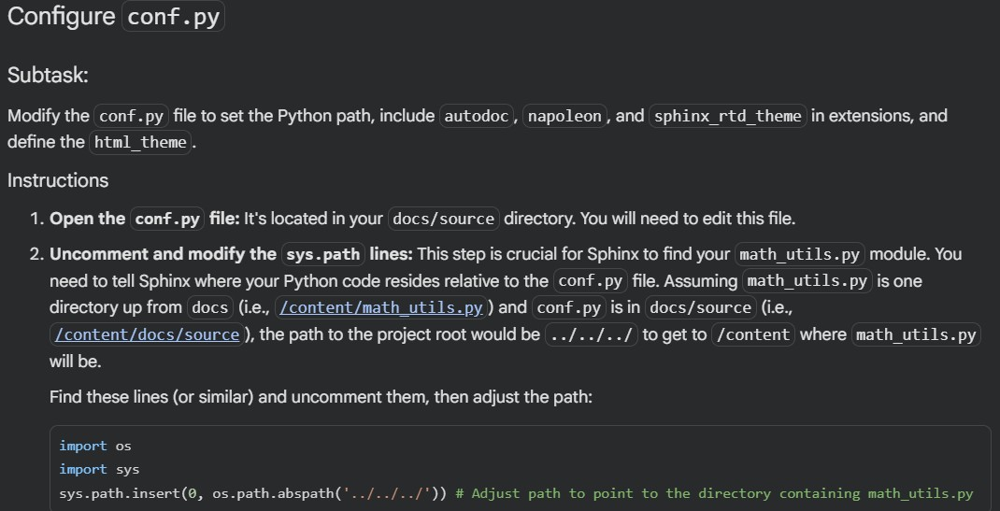 Configure conf.py
Subtask:
Modify the conf.py file to set the Python path, include autodoc, napoleon, and sphinx_rtd_theme in extensions, and
define the html_theme.
Instructions
1. Open the conf.py file: It's located in your docs/source directory. You will need to edit this file.
2. Uncomment and modify the sys.path lines: This step is crucial for Sphinx to find your math_utils.py module. You
need to tell Sphinx where your Python code resides relative to the conf.py file. Assuming math_utils.py is one
directory up from docs (i.e., /content/math_utils.py) and conf.py is in docs/source (i.e.,
/content/docs/source), the path to the project root would be ../../../ to get to /content where math_utils.py
will be.
Find these lines (or similar) and uncomment them, then adjust the path:
import os
import sys
sys.path.insert(0, os.path.abspath('../../../')) # Adjust path to point to the directory containing math_utils.py